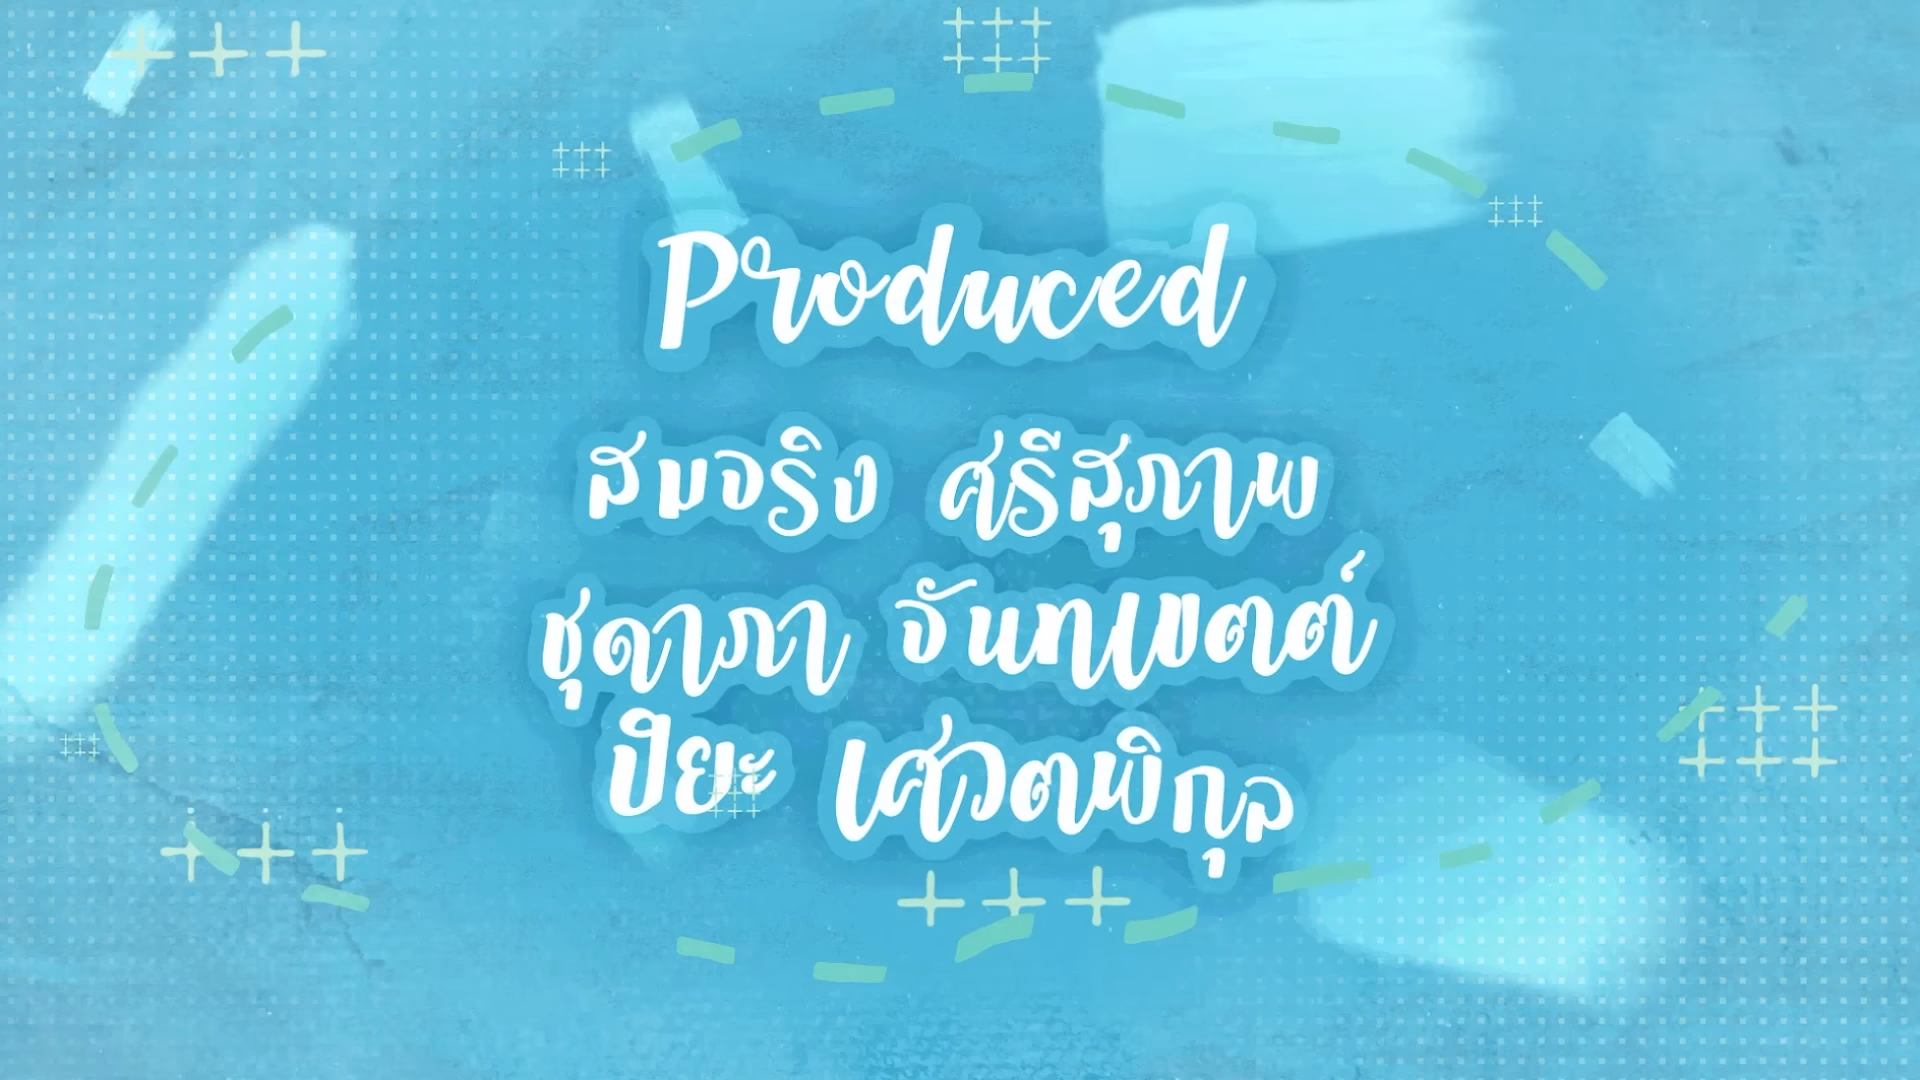 Produced
สมจริง ศรีสุภาพ
ชุดาภา จันทเขตต์
ปิยะ เศวตพิกุล